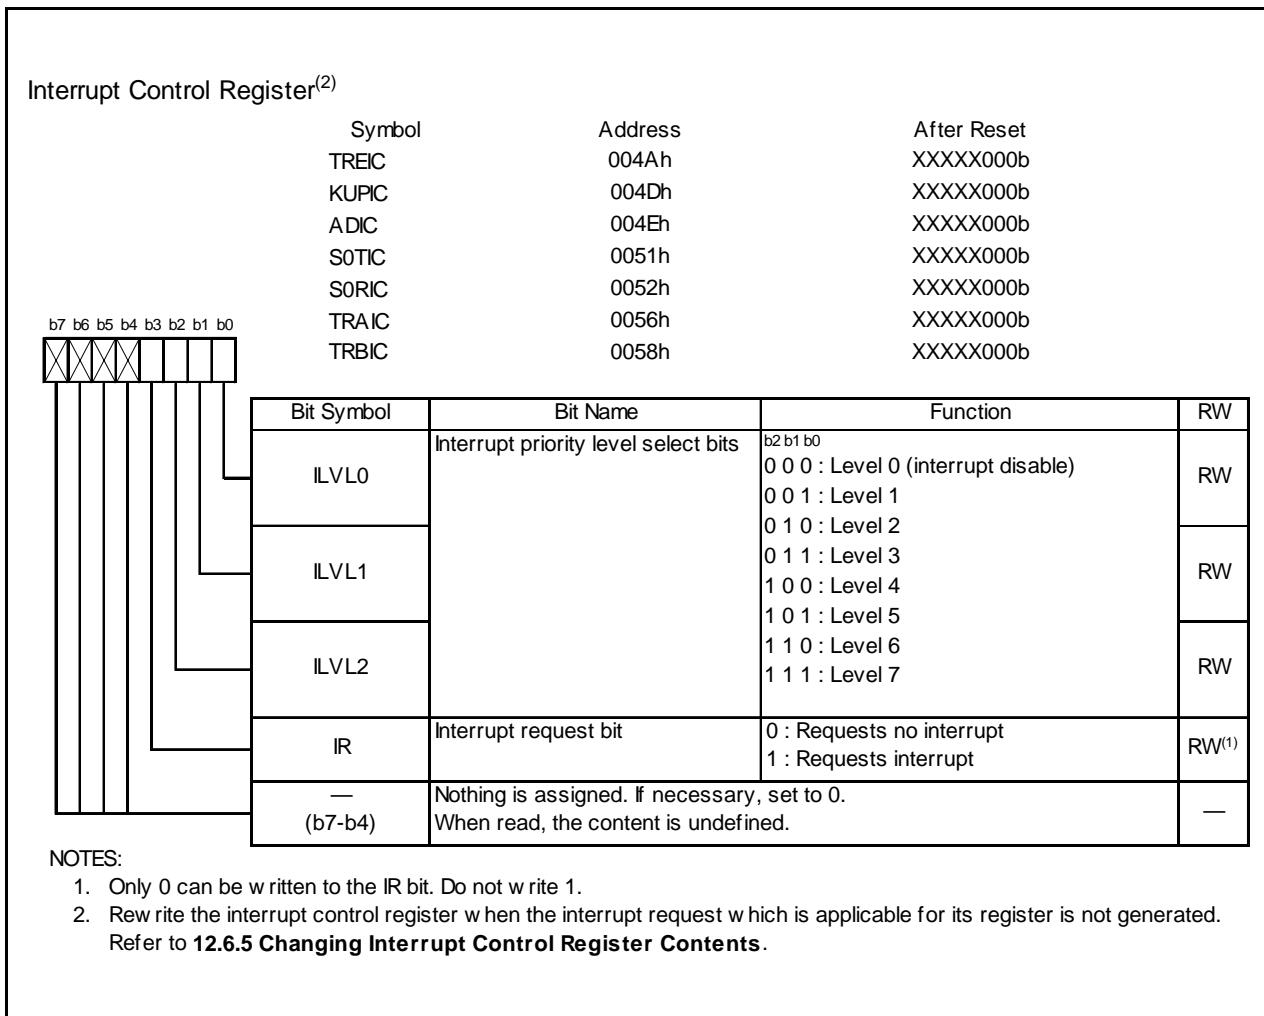 Interrupt Control Register(2)
Symbol Address After Reset
TREIC 004Ah XXXXX000b
KUPIC 004Dh XXXXX000b
ADIC 004Eh XXXXX000b
S0TIC 0051h XXXXX000b
S0RIC 0052h XXXXX000b
TRAIC 0056h XXXXX000b
TRBIC 0058h XXXXX000b
b7 b6 b5 b4 b3 b2 b1 b0
Bit Symbol Bit Name Function RW
ILVL0 Interrupt priority level select bits RW
b2 b1 b0
0 0 0 : Level 0 (interrupt disable)
0 0 1 : Level 1
0 1 0 : Level 2
ILVL1 RW
0 1 1 : Level 3
1 0 0 : Level 4
1 0 1 : Level 5
ILVL2 RW
1 1 0 : Level 6
1 1 1 : Level 7
IR Interrupt request bit RW(1)
0 : Requests no interrupt
1 : Requests interrupt
—
(b7-b4)
Nothing is assigned. If necessary, set to 0.
When read, the content is undefined.
—
NOTES:
1. Only 0 can be written to the IR bit. Do not write 1.
2. Rewrite the interrupt control register when the interrupt request which is applicable for its register is not generated.
Refer to 12.6.5 Changing Interrupt Control Register Contents.